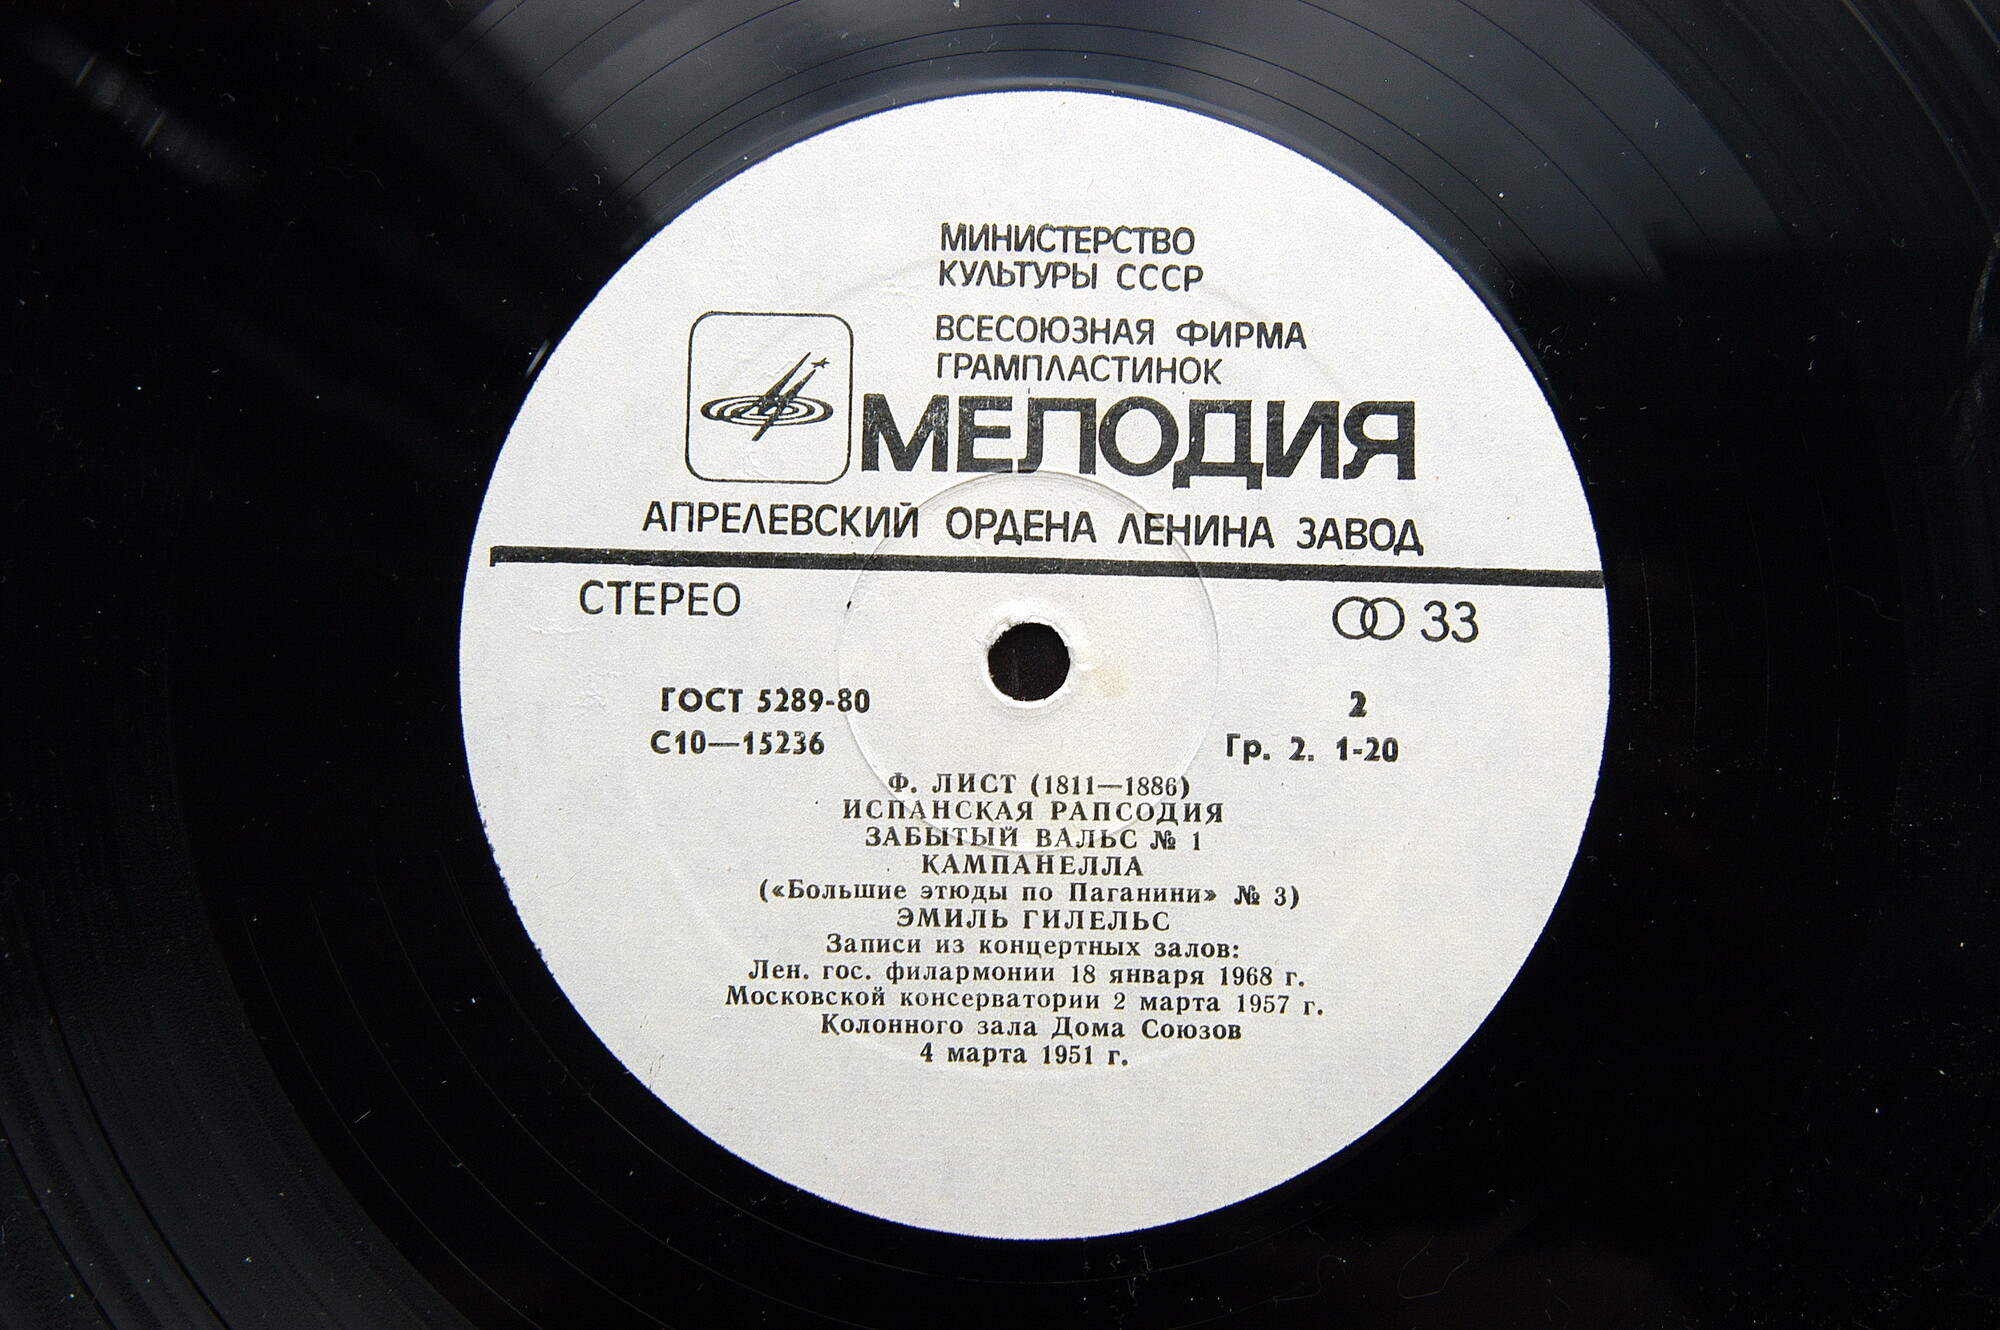 МИНИСТЕРСТВО
КУЛЬТУРЫ СССР
ВСЕСОЮЗНАЯ ФИРМА
ГРАМПЛАСТИНОК
МЕЛОДИЯ
АПРЕЛЕВСКИЙ ОРДЕНА ЛЕНИНА ЗАВОД
СТЕРЕО 33
ГОСТ 5289-80 2
С10—15236 Гр. 2. 1-20
Ф. ЛИСТ (1811—1886)
ИСПАНСКАЯ РАПСОДИЯ
ЗАБЫТЫЙ ВАЛЬС № 1
КАМПАНЕЛЛА
(«Большие этюды по Паганини» № 3)
ЭМИЛЬ ГИЛЕЛЬС
Записи из концертных залов:
Лен. гос. филармонии 18 января 1968 г.
Московской консерватории 2 марта 1957 г.
Колонного зала Дома Союзов
4 марта 1951 г.